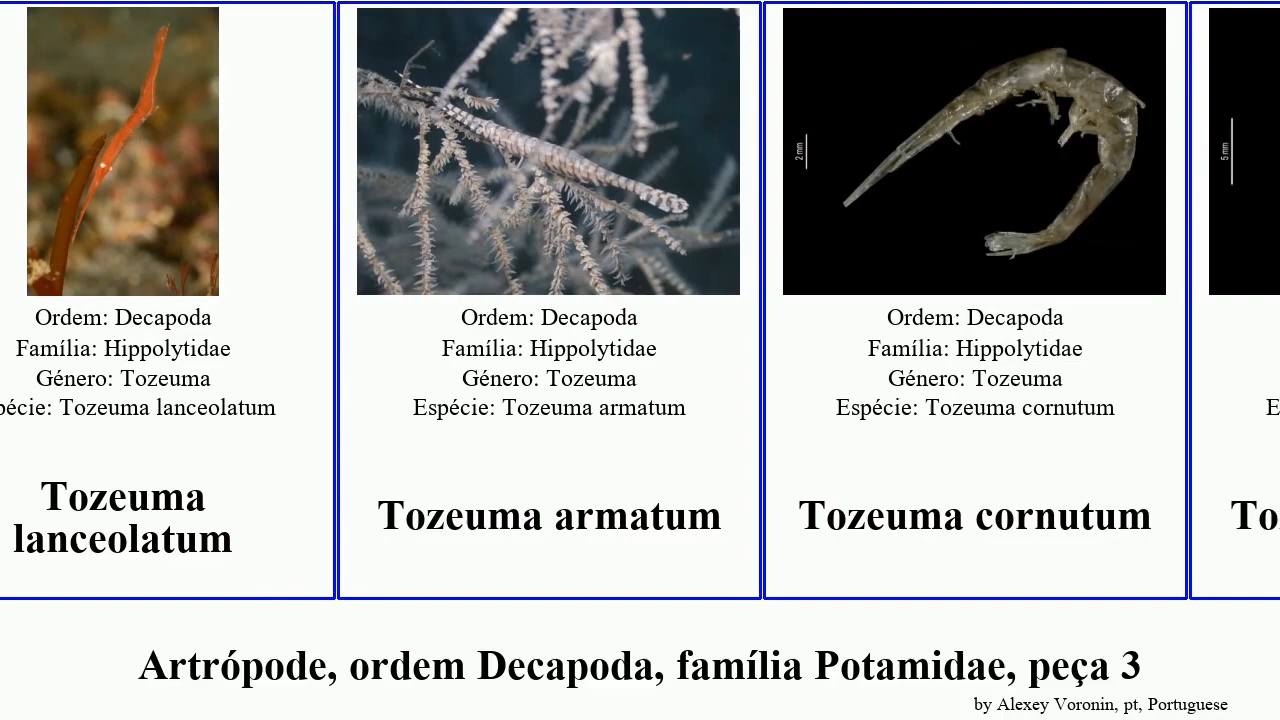 Ordem: Decapoda
Família: Hippolytidae
Género: Tozeuma
pécie: Tozeuma lanceolatum
Tozeuma
lanceolatum
Ordem: Decapoda
Família: Hippolytidae
Género: Tozeuma
Espécie: Tozeuma armatum
Tozeuma armatum
2 mm
Ordem: Decapoda
Família: Hippolytidae
Género: Tozeuma
Espécie: Tozeuma cornutum
Tozeuma cornutum
5 mm
E
To
Artrópode, ordem Decapoda, família Potamidae, peça 3
by Alexey Voronin, pt, Portuguese